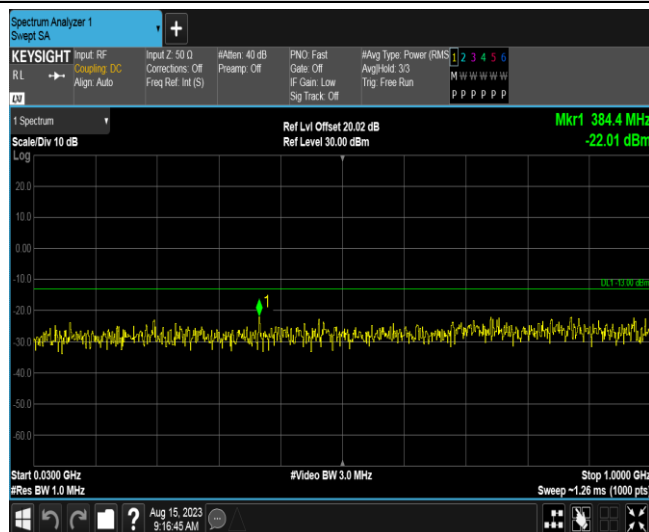 Spectrum Analyzer 1
Swept SA
KEYSIGHT
RL
LXI
Input: RF
Coupling: DC
Align: Auto
Input Z: 50 Ω
Corrections: Off
Freq Ref: Int (S)
#Atten: 40 dB
Preamp: Off
PNO: Fast
Gate: Off
IF Gain: Low
Sig Track: Off
#Avg Type: Power (RMS
Avg|Hold: 3/3
Trig: Free Run
1 2 3 4 5 6
M W W W W W
P P P P P P
1 Spectrum
Scale/Div 10 dB
Log
Ref Lvl Offset 20.02 dB
Ref Level 30.00 dBm
Mkr1 384.4 MHz
-22.01 dBm
20.0
10.0
0.00
-10.0
DL1 -13.00 dBm
1
-20.0
-30.0
-40.0
-50.0
-60.0
Start 0.0300 GHz
#Res BW 1.0 MHz
#Video BW 3.0 MHz
Stop 1.0000 GHz
Sweep ~1.26 ms (1000 pts)
?
Aug 15, 2023
9:16:45 AM